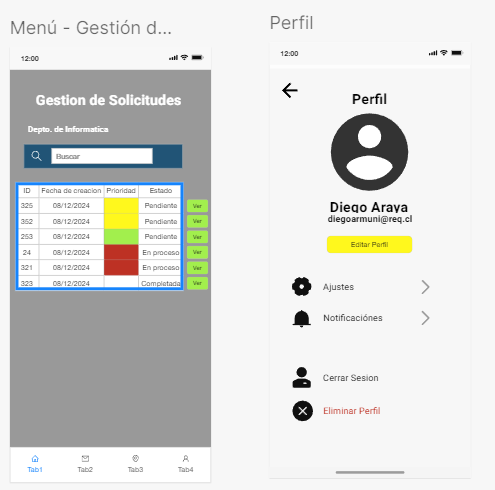 Menú - Gestión d...
12:00
Gestion de Solicitudes
Depto. de Informatica
Buscar
ID Fecha de creacion Prioridad Estado
325 08/12/2024 Pendiente Ver
352 08/12/2024 Pendiente Ver
253 08/12/2024 Pendiente Ver
24 08/12/2024 En proceso Ver
321 08/12/2024 En proceso Ver
323 08/12/2024 Completada Ver
Tab1 Tab2 Tab3 Tab4
Perfil
12:00
Perfil
Diego Araya
diegoarmuni@req.cl
Editar Perfil
Ajustes
Notificaciónes
Cerrar Sesion
Eliminar Perfil